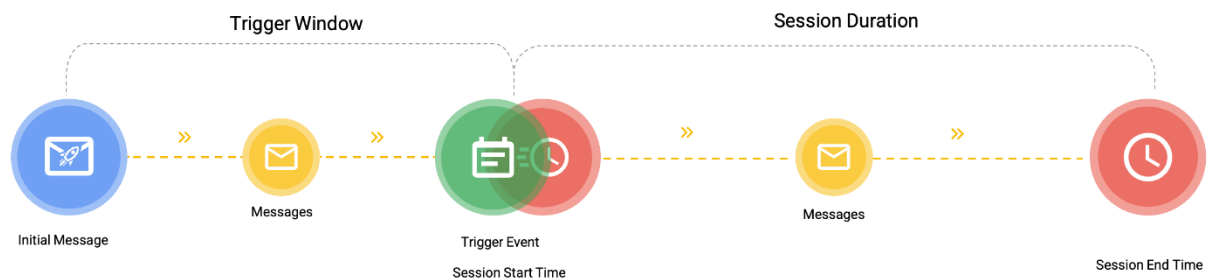 Trigger Window
Session Duration
Messages
Messages
Initial Message
Trigger Event
Session Start Time
Session End Time